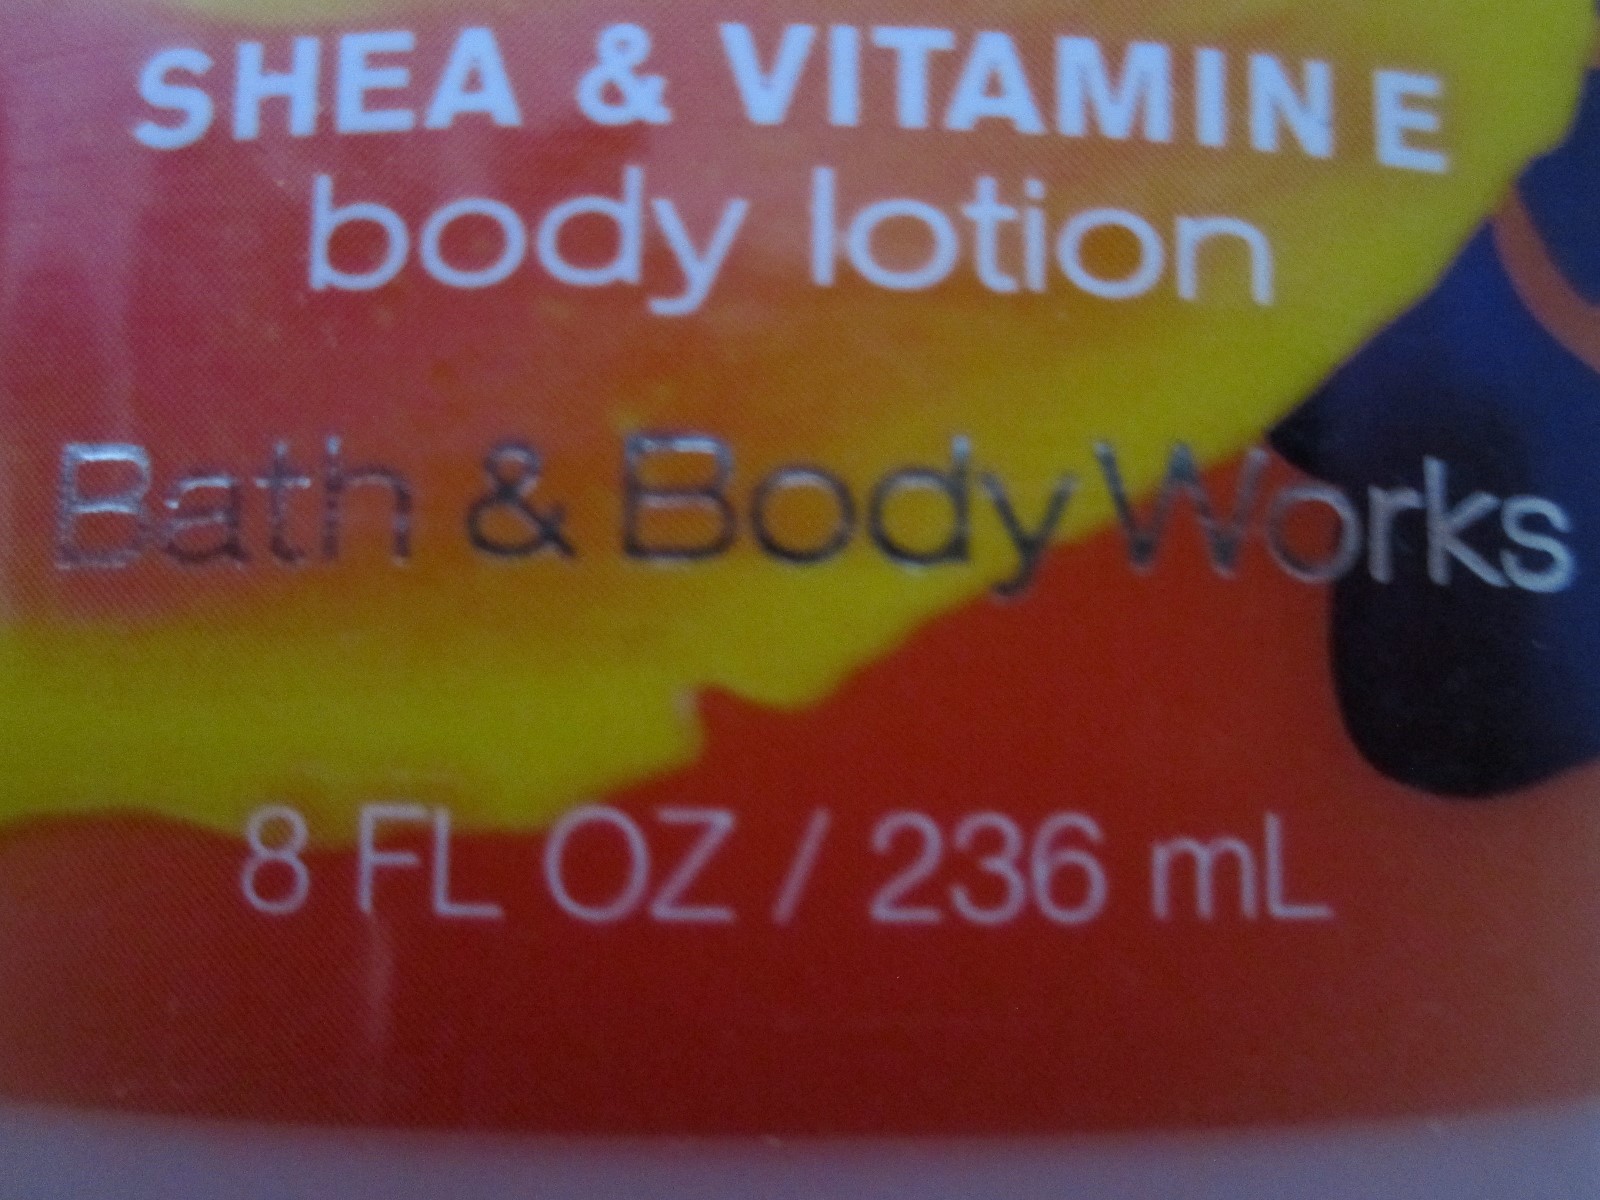 SHEA & VITAMIN E
body lotion
Bath & Body Works
8 FL OZ / 236 mL